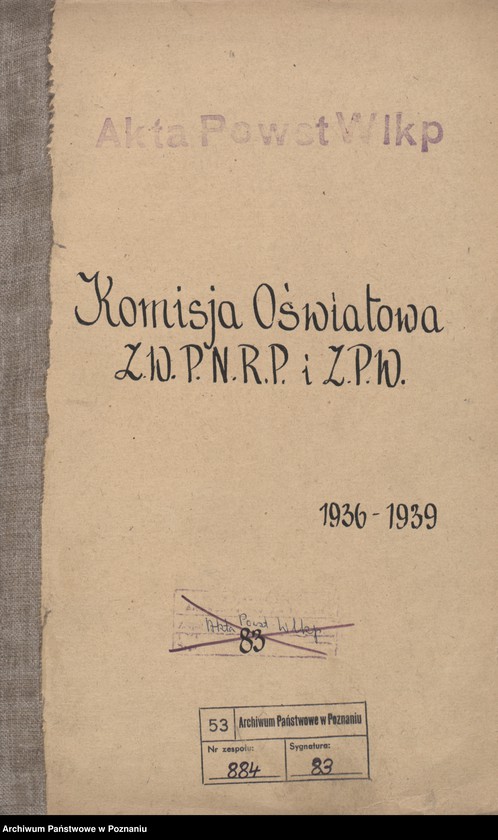 Akta Powst Wlkp
Komisja Oświatowa
Z.W.P.N.R.P. i Z.P.W.
1936 - 1939
Akta Powst Wlkp
83
53 Archiwum Państwowe w Poznaniu
Nr zespołu: Sygnatura:
884 83
Archiwum Państwowe w Poznaniu